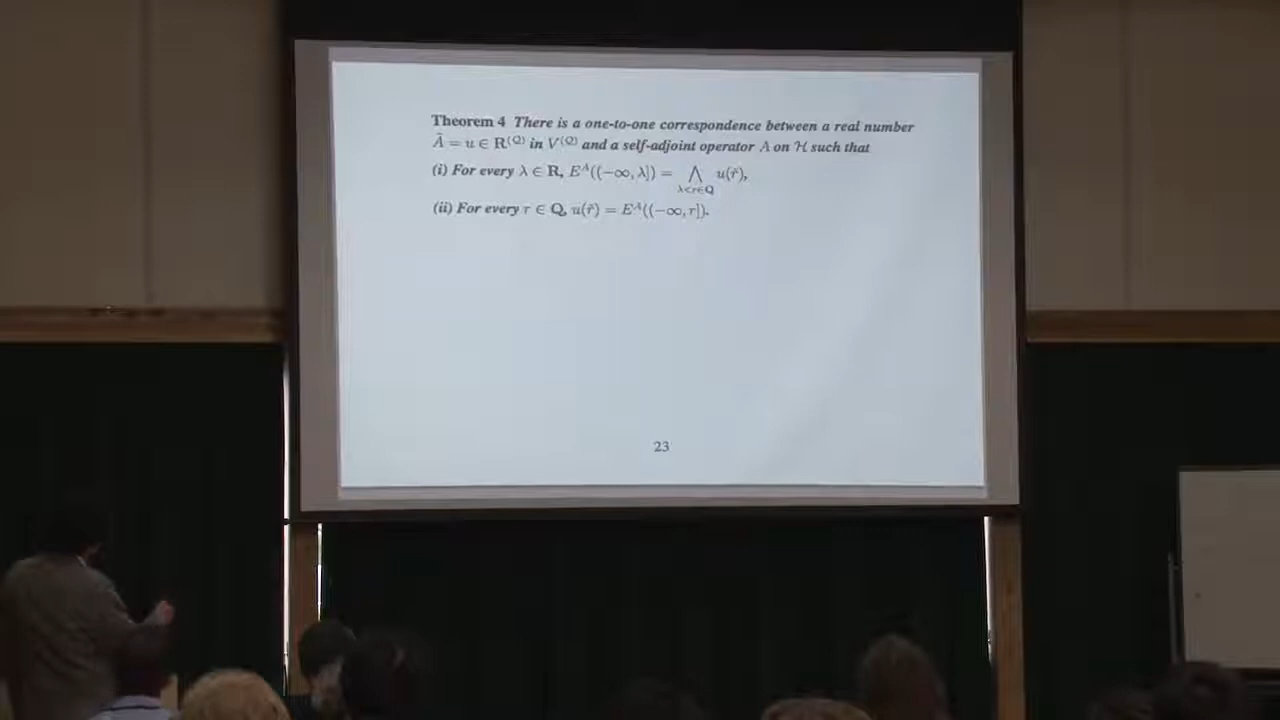 Theorem 4 There is a one-to-one correspondence between a real number
Ã = u ∈ R^(Q) in V^(Q) and a self-adjoint operator A on ℋ such that
(i) For every λ ∈ R, E^A((−∞, λ]) = ⋀_{λ<r∈Q} u(ř),
(ii) For every r ∈ Q, u(ř) = E^A((−∞, r]).
23